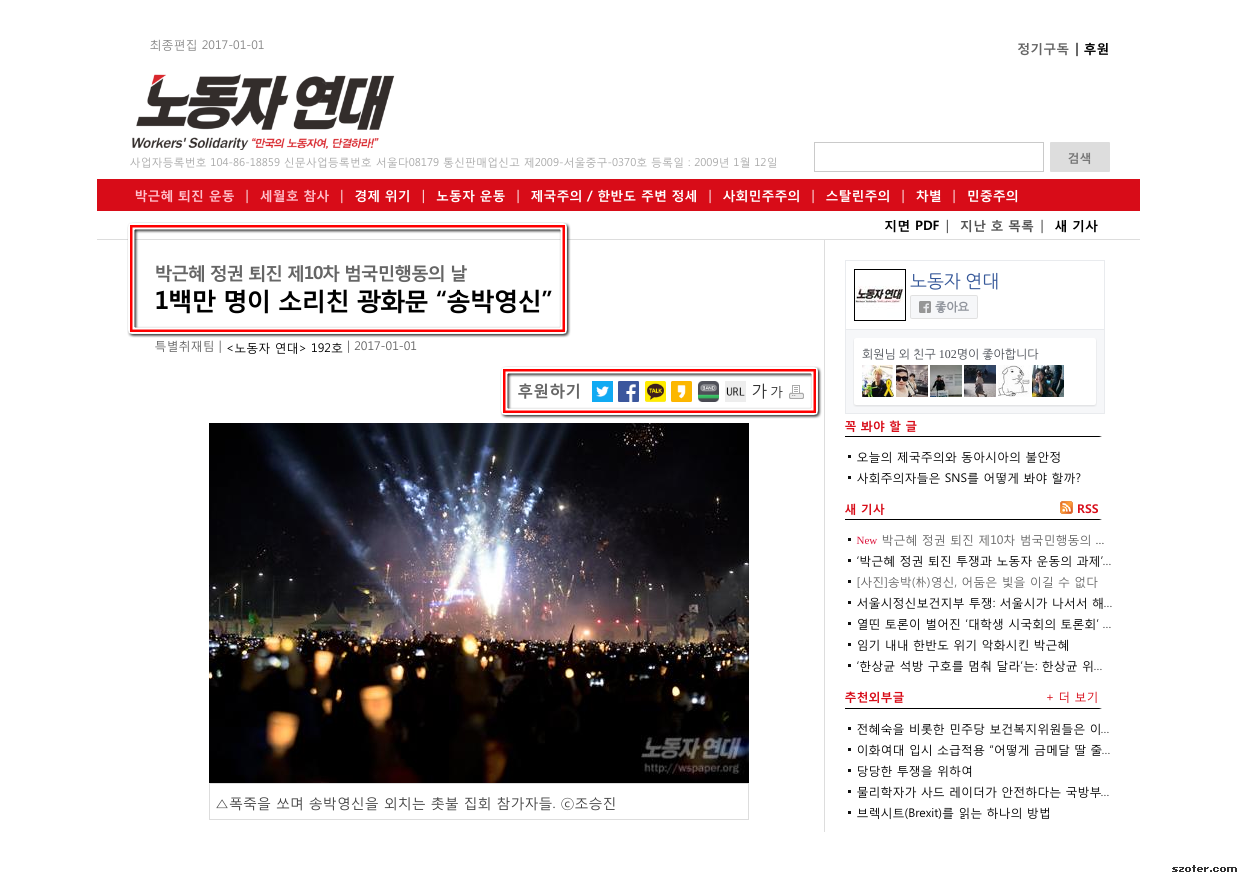 최종편집 2017-01-01
정기구독 | 후원
노동자 연대
Workers' Solidarity "만국의 노동자여, 단결하라!"
사업자등록번호 104-86-18859 신문사업등록번호 서울다08179 통신판매업신고 제2009-서울중구-0370호 등록일 : 2009년 1월 12일
검색
박근혜 퇴진 운동 | 세월호 참사 | 경제 위기 | 노동자 운동 | 제국주의 / 한반도 주변 정세 | 사회민주주의 | 스탈린주의 | 차별 | 민중주의
지면 PDF | 지난 호 목록 | 새 기사
박근혜 정권 퇴진 제10차 범국민행동의 날
1백만 명이 소리친 광화문 “송박영신”
특별취재팀 | <노동자 연대> 192호 | 2017-01-01
후원하기 TALK BAND URL 가 가
노동자 연대
http://wspaper.org
△폭죽을 쏘며 송박영신을 외치는 촛불 집회 참가자들. ⓒ조승진
노동자 연대
노동자 연대
좋아요
회원님 외 친구 102명이 좋아합니다
꼭 봐야 할 글
오늘의 제국주의와 동아시아의 불안정
사회주의자들은 SNS를 어떻게 봐야 할까?
새 기사 RSS
New 박근혜 정권 퇴진 제10차 범국민행동의 ...
‘박근혜 정권 퇴진 투쟁과 노동자 운동의 과제’...
[사진]송박(朴)영신, 어둠은 빛을 이길 수 없다
서울시정신보건지부 투쟁: 서울시가 나서서 해...
열띤 토론이 벌어진 ‘대학생 시국회의 토론회’ ...
임기 내내 한반도 위기 악화시킨 박근혜
‘한상균 석방 구호를 멈춰 달라’는: 한상균 위...
추천외부글 + 더 보기
전혜숙을 비롯한 민주당 보건복지위원들은 이...
이화여대 입시 소급적용 “어떻게 금메달 딸 줄...
당당한 투쟁을 위하여
물리학자가 사드 레이더가 안전하다는 국방부...
브렉시트(Brexit)를 읽는 하나의 방법
szoter.com